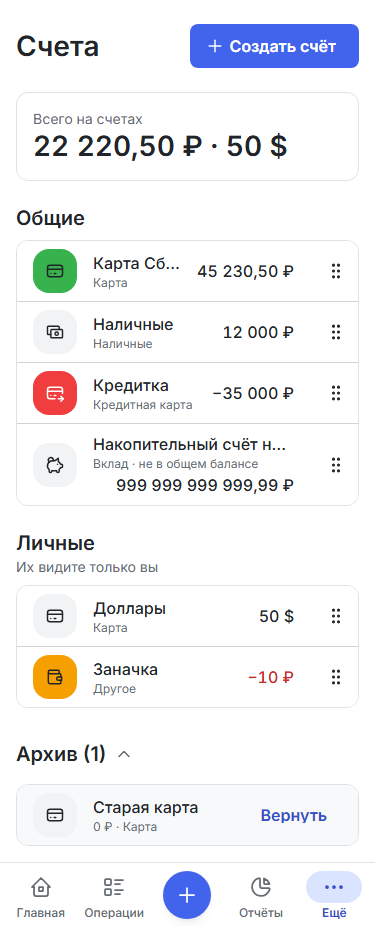 Счета
Создать счёт
Всего на счетах
22 220,50 ₽ · 50 $
Общие
Карта Сб... 45 230,50 ₽
Карта
Наличные 12 000 ₽
Наличные
Кредитка −35 000 ₽
Кредитная карта
Накопительный счёт н...
Вклад · не в общем балансе
999 999 999 999,99 ₽
Личные
Их видите только вы
Доллары 50 $
Карта
Заначка −10 ₽
Другое
Архив (1)
Старая карта Вернуть
0 ₽ · Карта
Главная Операции Отчёты Ещё